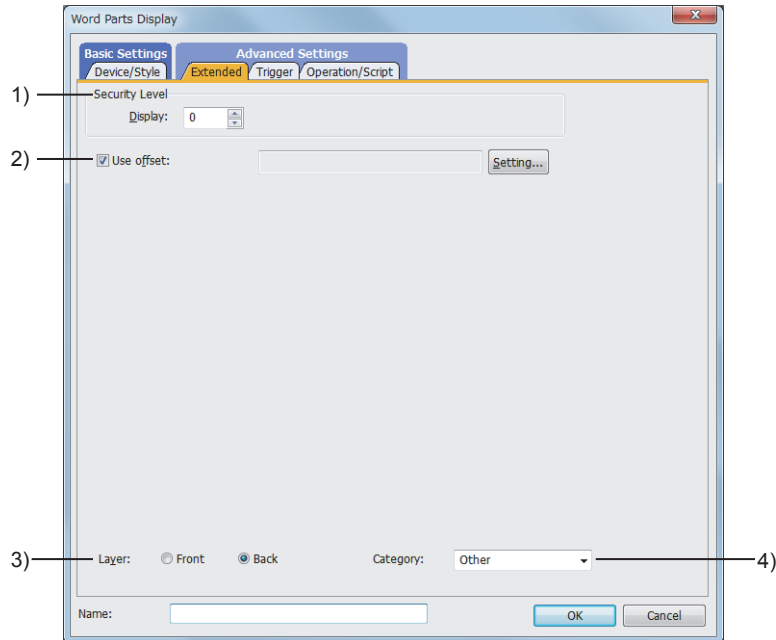 Word Parts Display
x
Basic Settings
Advanced Settings
Device/Style
Extended
Trigger
Operation/Script
1)
Security Level
Display: 0
2)
Use offset:
Setting...
3)
Layer: Front Back Category: Other
4)
Name:
OK
Cancel